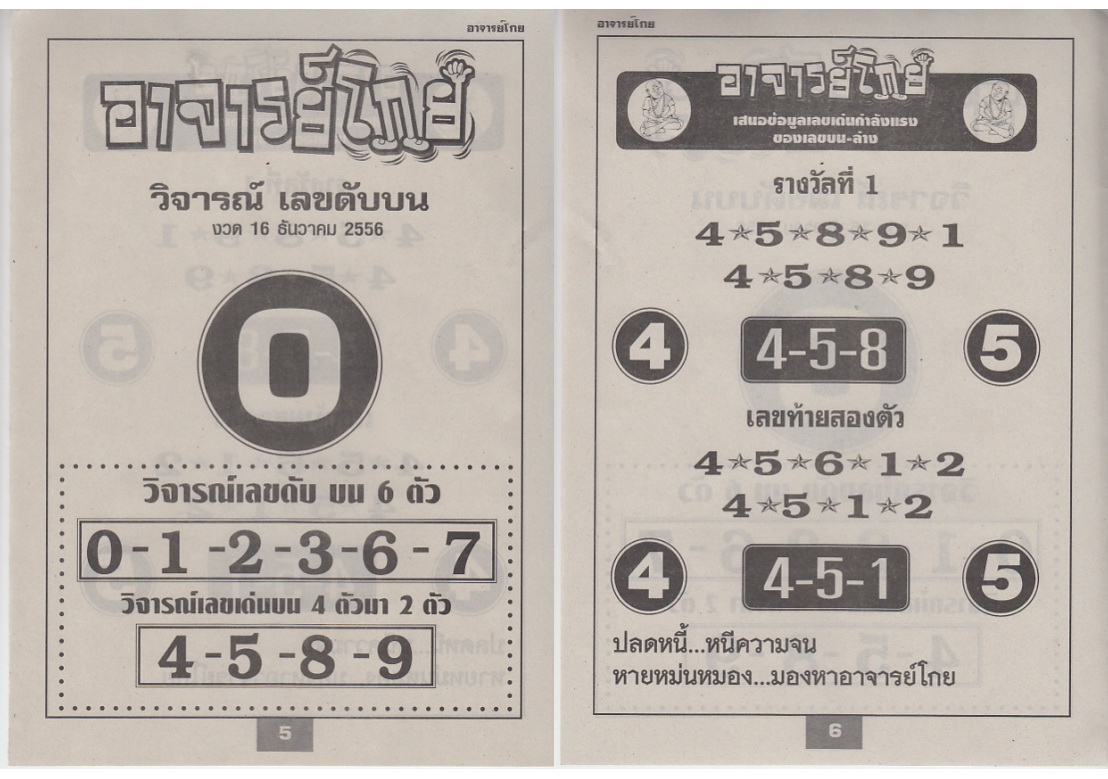 อาจารย์โกย
อาจารย์โกย
วิจารณ์ เลขดับบน
งวด 16 ธันวาคม 2556
0
วิจารณ์เลขดับ บน 6 ตัว
0-1-2-3-6-7
วิจารณ์เลขเด่นบน 4 ตัวมา 2 ตัว
4-5-8-9
5
อาจารย์โกย
อาจารย์โกย
เสนอข้อมูลเลขเด่นกำลังแรง
ของเลขบน-ล่าง
รางวัลที่ 1
4★5★8★9★1
4★5★8★9
4 4-5-8 5
เลขท้ายสองตัว
4★5★6★1★2
4★5★1★2
4 4-5-1 5
ปลดหนี้...หนีความจน
หายหม่นหมอง...มองหาอาจารย์โกย
6